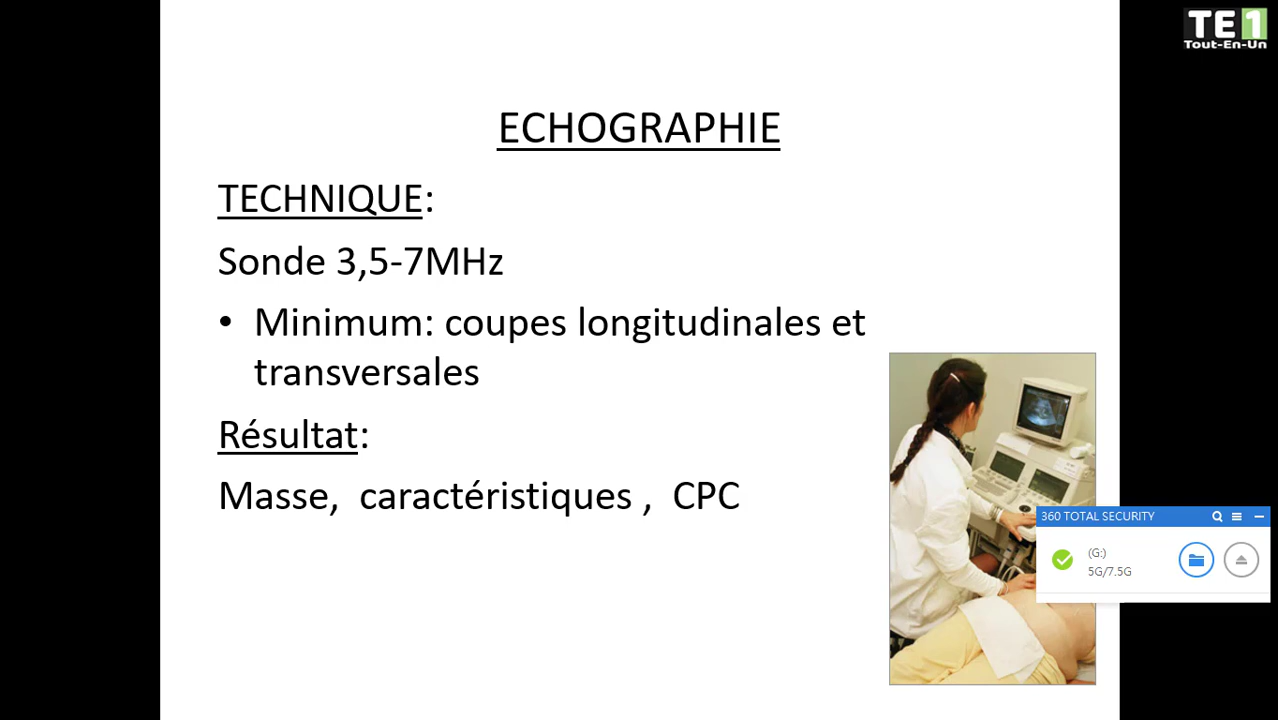 TE1
Tout-En-Un
ECHOGRAPHIE
TECHNIQUE:
Sonde 3,5-7MHz
• Minimum: coupes longitudinales et
transversales
Résultat:
Masse, caractéristiques , CPC
360 TOTAL SECURITY
(G:)
5G/7.5G